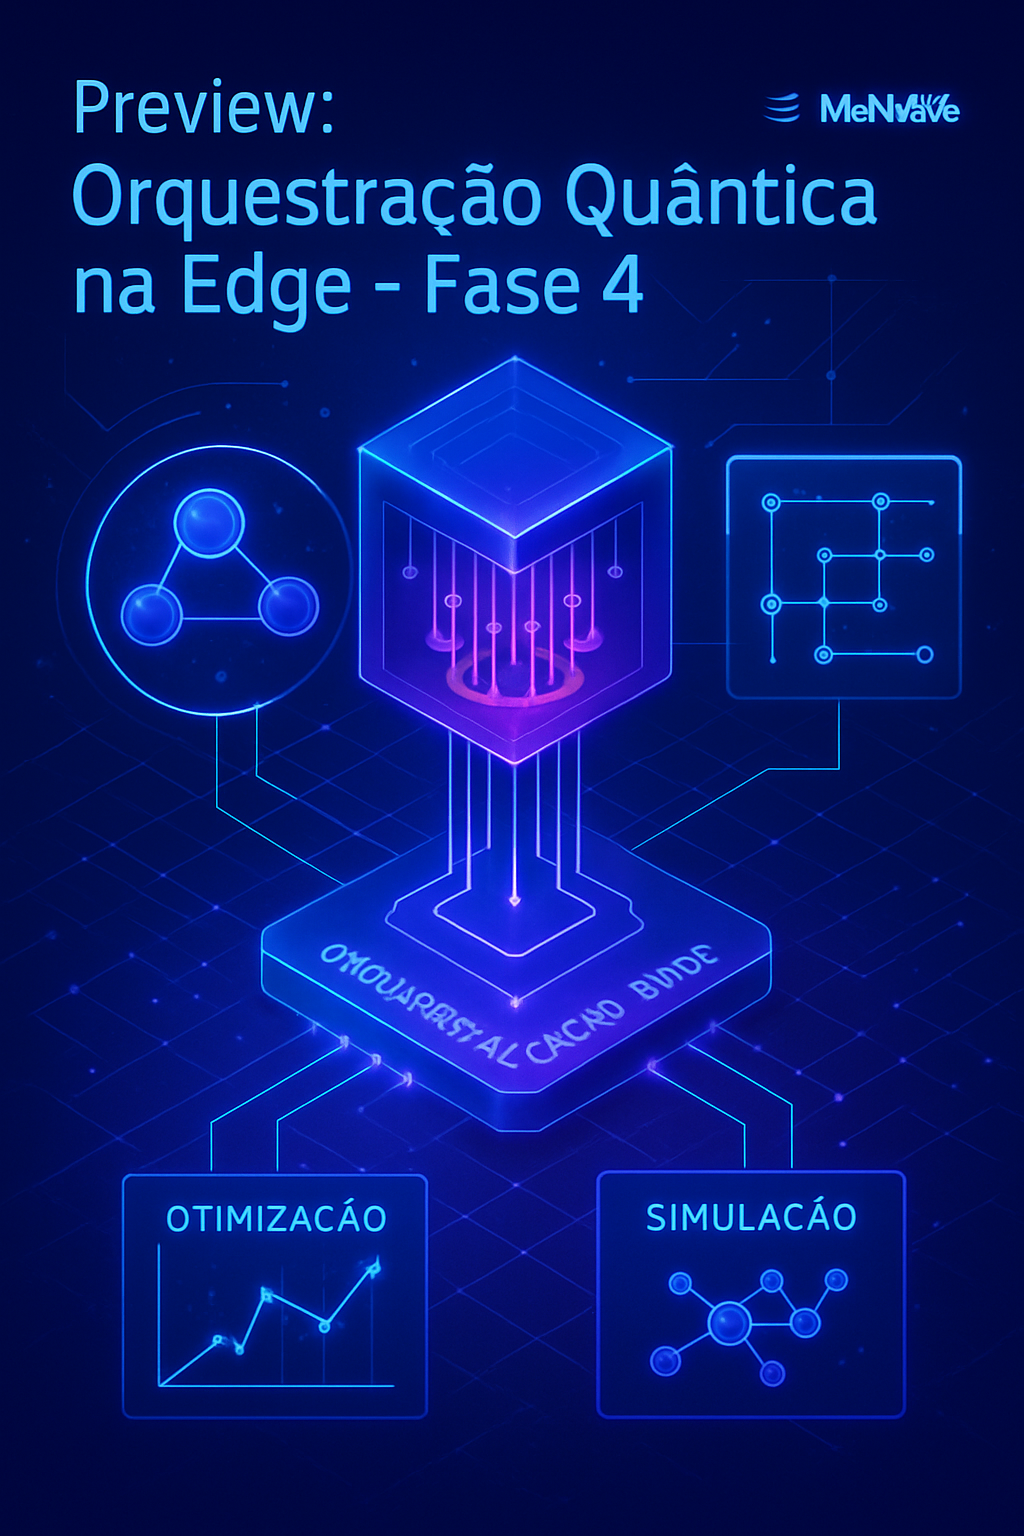 Preview:
Orquestração Quântica
na Edge - Fase 4
OTIMIZACÁO
SIMULACÁO